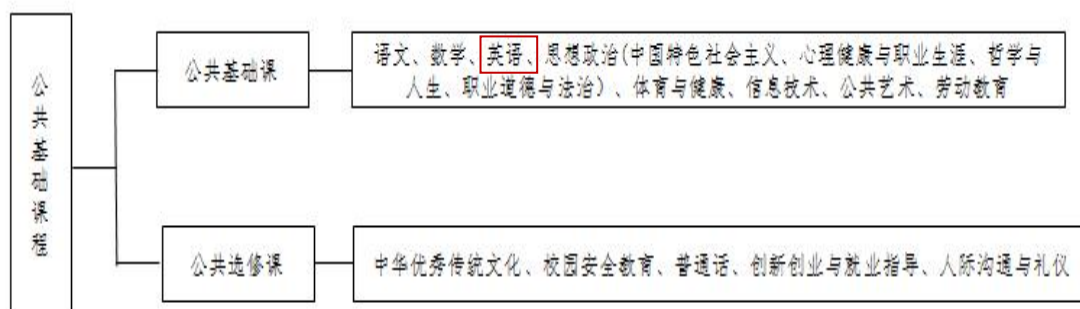 公共基础课程
公共基础课
语文、数学、英语、思想政治(中国特色社会主义、心理健康与职业生涯、哲学与
人生、职业道德与法治)、体育与健康、信息技术、公共艺术、劳动教育
公共选修课
中华优秀传统文化、校园安全教育、普通话、创新创业与就业指导、人际沟通与礼仪